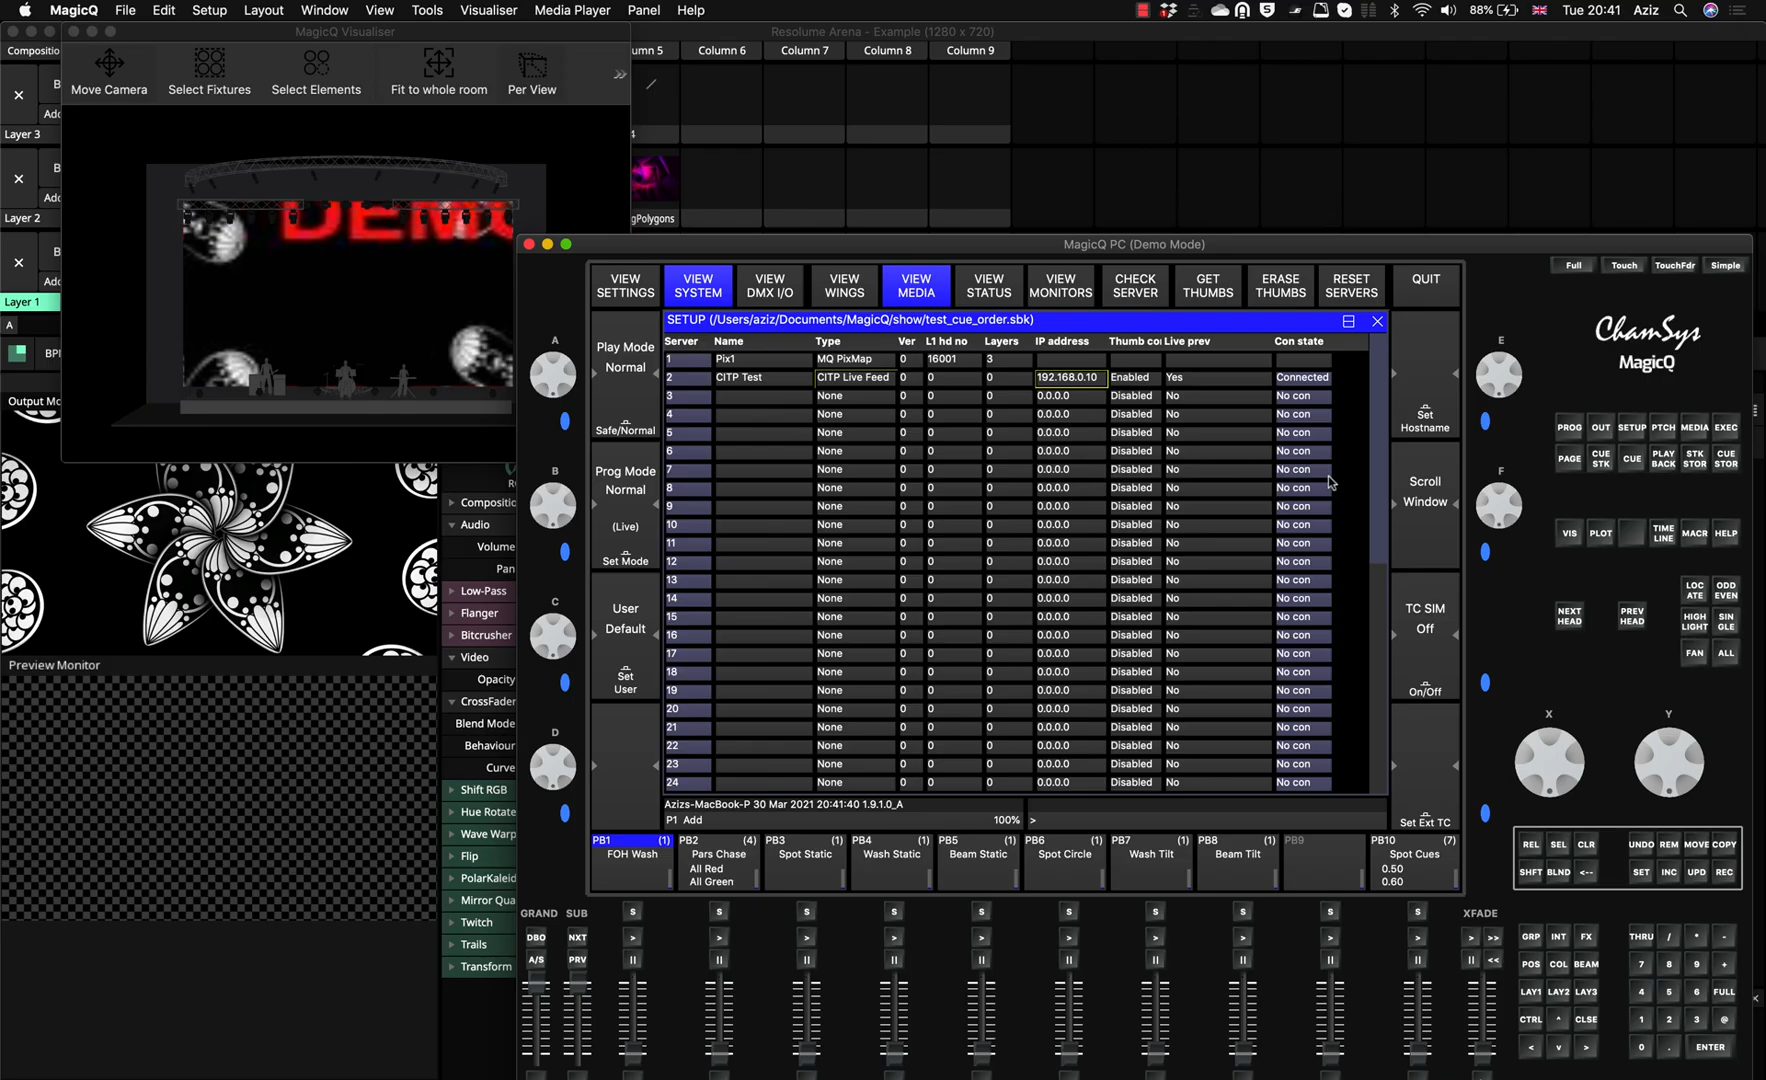 MagicQ File Edit Setup Layout Window View Tools Visualiser Media Player Panel Help
88% Tue 20:41 Aziz
MagicQ Visualiser
Resolume Arena - Example (1280 x 720)
Column 6 Column 7 Column 8 Column 9
Move Camera Select Fixtures Select Elements Fit to whole room Per View
Layer 3
Layer 2
Layer 1
A
gPolygons
DEMO
MagicQ PC (Demo Mode)
Full Touch TouchFdr Simple
VIEW SETTINGS
VIEW SYSTEM
VIEW DMX I/O
VIEW WINGS
VIEW MEDIA
VIEW STATUS
VIEW MONITORS
CHECK SERVER
GET THUMBS
ERASE THUMBS
RESET SERVERS
QUIT
SETUP (/Users/aziz/Documents/MagicQ/show/test_cue_order.sbk)
Server Name Type Ver L1 hd no Layers IP address Thumb co Live prev Con state
1 Pix1 MQ PixMap 0 16001 3
2 CITP Test CITP Live Feed 0 0 0 192.168.0.10 Enabled Yes Connected
3 None 0 0 0 0.0.0.0 Disabled No No con
4 None 0 0 0 0.0.0.0 Disabled No No con
5 None 0 0 0 0.0.0.0 Disabled No No con
6 None 0 0 0 0.0.0.0 Disabled No No con
7 None 0 0 0 0.0.0.0 Disabled No No con
8 None 0 0 0 0.0.0.0 Disabled No No con
9 None 0 0 0 0.0.0.0 Disabled No No con
10 None 0 0 0 0.0.0.0 Disabled No No con
11 None 0 0 0 0.0.0.0 Disabled No No con
12 None 0 0 0 0.0.0.0 Disabled No No con
13 None 0 0 0 0.0.0.0 Disabled No No con
14 None 0 0 0 0.0.0.0 Disabled No No con
15 None 0 0 0 0.0.0.0 Disabled No No con
16 None 0 0 0 0.0.0.0 Disabled No No con
17 None 0 0 0 0.0.0.0 Disabled No No con
18 None 0 0 0 0.0.0.0 Disabled No No con
19 None 0 0 0 0.0.0.0 Disabled No No con
20 None 0 0 0 0.0.0.0 Disabled No No con
21 None 0 0 0 0.0.0.0 Disabled No No con
22 None 0 0 0 0.0.0.0 Disabled No No con
23 None 0 0 0 0.0.0.0 Disabled No No con
24 None 0 0 0 0.0.0.0 Disabled No No con
Azizs-MacBook-P 30 Mar 2021 20:41:40 1.9.1.0_A
P1 Add 100% >
Play Mode
Normal
Safe/Normal
Prog Mode
Normal
(Live)
Set Mode
User
Default
Set
User
Set
Hostname
Scroll
Window
TC SIM
Off
On/Off
Set Ext TC
A
B
C
D
E
F
X Y
ChamSys
MagicQ
PROG OUT SETUP PTCH MEDIA EXEC
PAGE CUE STK CUE PLAY BACK STK STOR CUE STOR
VIS PLOT TIME LINE MACR HELP
LOC ATE ODD EVEN
NEXT HEAD PREV HEAD HIGH LIGHT SIN GLE
FAN ALL
REL SEL CLR UNDO REM MOVE COPY
SHFT BLND <-- SET INC UPD REC
GRP INT FX THRU / * -
POS COL BEAM 7 8 9 +
LAY1 LAY2 LAY3 4 5 6 FULL
CTRL ^ CLSE 1 2 3 @
< v > 0 . ENTER
PB1 (1) PB2 (4) PB3 (1) PB4 (1) PB5 (1) PB6 (1) PB7 (1) PB8 (1) PB9 PB10 (7)
FOH Wash Pars Chase Spot Static Wash Static Beam Static Spot Circle Wash Tilt Beam Tilt Spot Cues
All Red 0.50
All Green 0.60
GRAND SUB S S S S S S S S S S XFADE
DBO NXT > > > > > > > > > > > >>
A/S PRV II II II II II II II II II II II <<
Preview Monitor
Audio
Volume
Pan
Low-Pass
Flanger
Bitcrusher
Video
Opacity
CrossFader
Blend Mode
Behaviour
Curve
Shift RGB
Hue Rotate
Wave Warp
Flip
PolarKaleid
Mirror Qua
Twitch
Trails
Transform